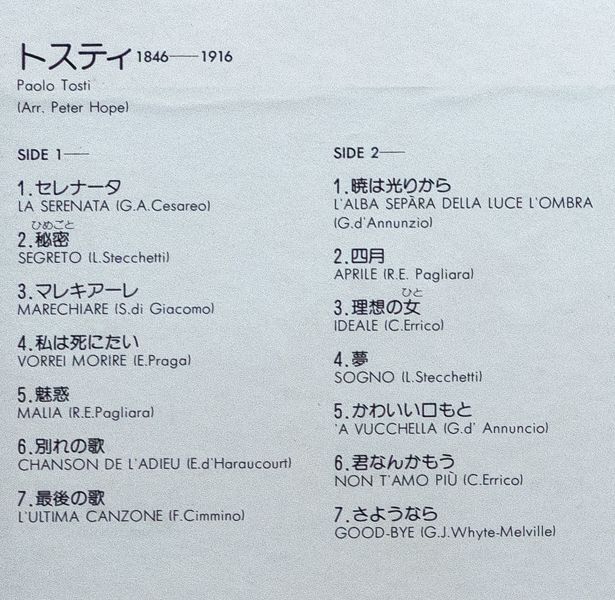 トスティ 1846—1916
Paolo Tosti
(Arr. Peter Hope)
SIDE 1—
1.セレナータ
LA SERENATA (G.A.Cesareo)
ひめごと
2.秘密
SEGRETO (L.Stecchetti)
3.マレキアーレ
MARECHIARE (S.di Giacomo)
4.私は死にたい
VORREI MORIRE (E.Praga)
5.魅惑
MALIA (R.E.Pagliara)
6.別れの歌
CHANSON DE L'ADIEU (E.d'Haraucourt)
7.最後の歌
L'ULTIMA CANZONE (F.Cimmino)
SIDE 2—
1.暁は光りから
L'ALBA SEPÀRA DELLA LUCE L'OMBRA
(G.d'Annunzio)
2.四月
APRILE (R.E. Pagliara)
ひと
3.理想の女
IDEALE (C.Errico)
4.夢
SOGNO (L.Stecchetti)
5.かわいい口もと
'A VUCCHELLA (G.d' Annuncio)
6.君なんかもう
NON T'AMO PIÙ (C.Errico)
7.さようなら
GOOD-BYE (G.J.Whyte-Melville)